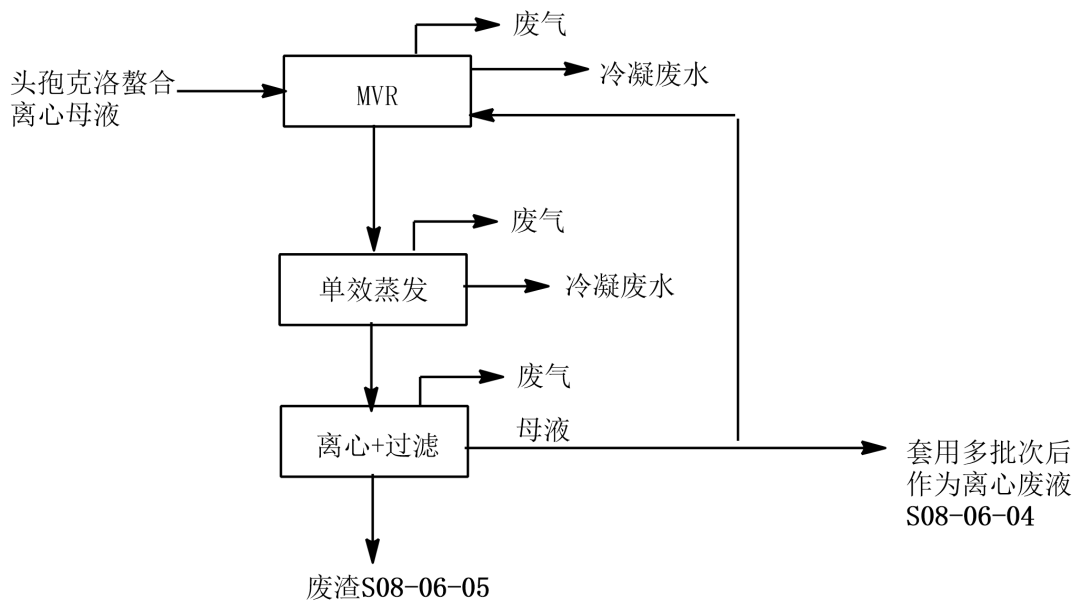 废气
头孢克洛螯合
离心母液
MVR
冷凝废水
废气
单效蒸发
冷凝废水
废气
离心+过滤
母液
套用多批次后
作为离心废液
S08-06-04
废渣S08-06-05